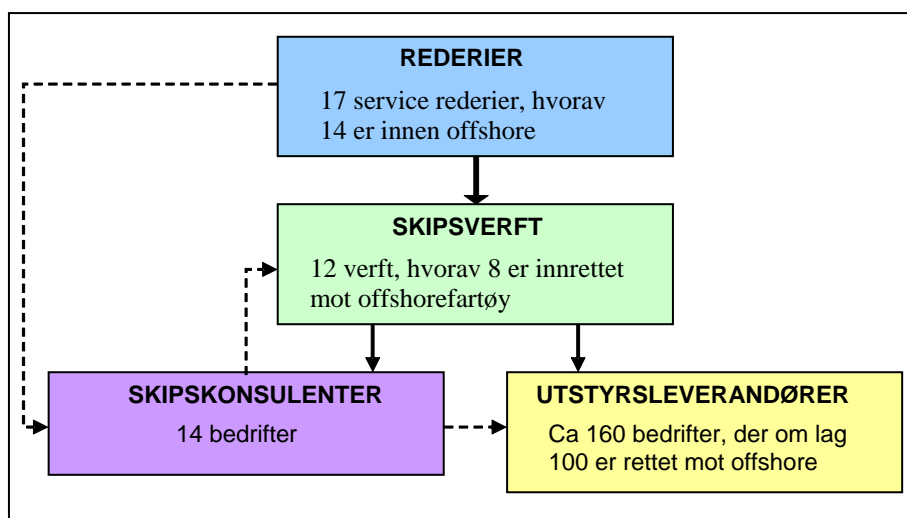 REDERIER
17 service rederier, hvorav
14 er innen offshore
SKIPSVERFT
12 verft, hvorav 8 er innrettet
mot offshorefartøy
SKIPSKONSULENTER
14 bedrifter
UTSTYRSLEVERANDØRER
Ca 160 bedrifter, der om lag
100 er rettet mot offshore